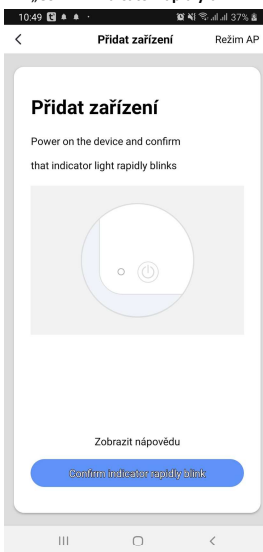 10:49 37%
Přidat zařízení Režim AP
Přidat zařízení
Power on the device and confirm
that indicator light rapidly blinks
Zobrazit nápovědu
Confirm indicator rapidly blink